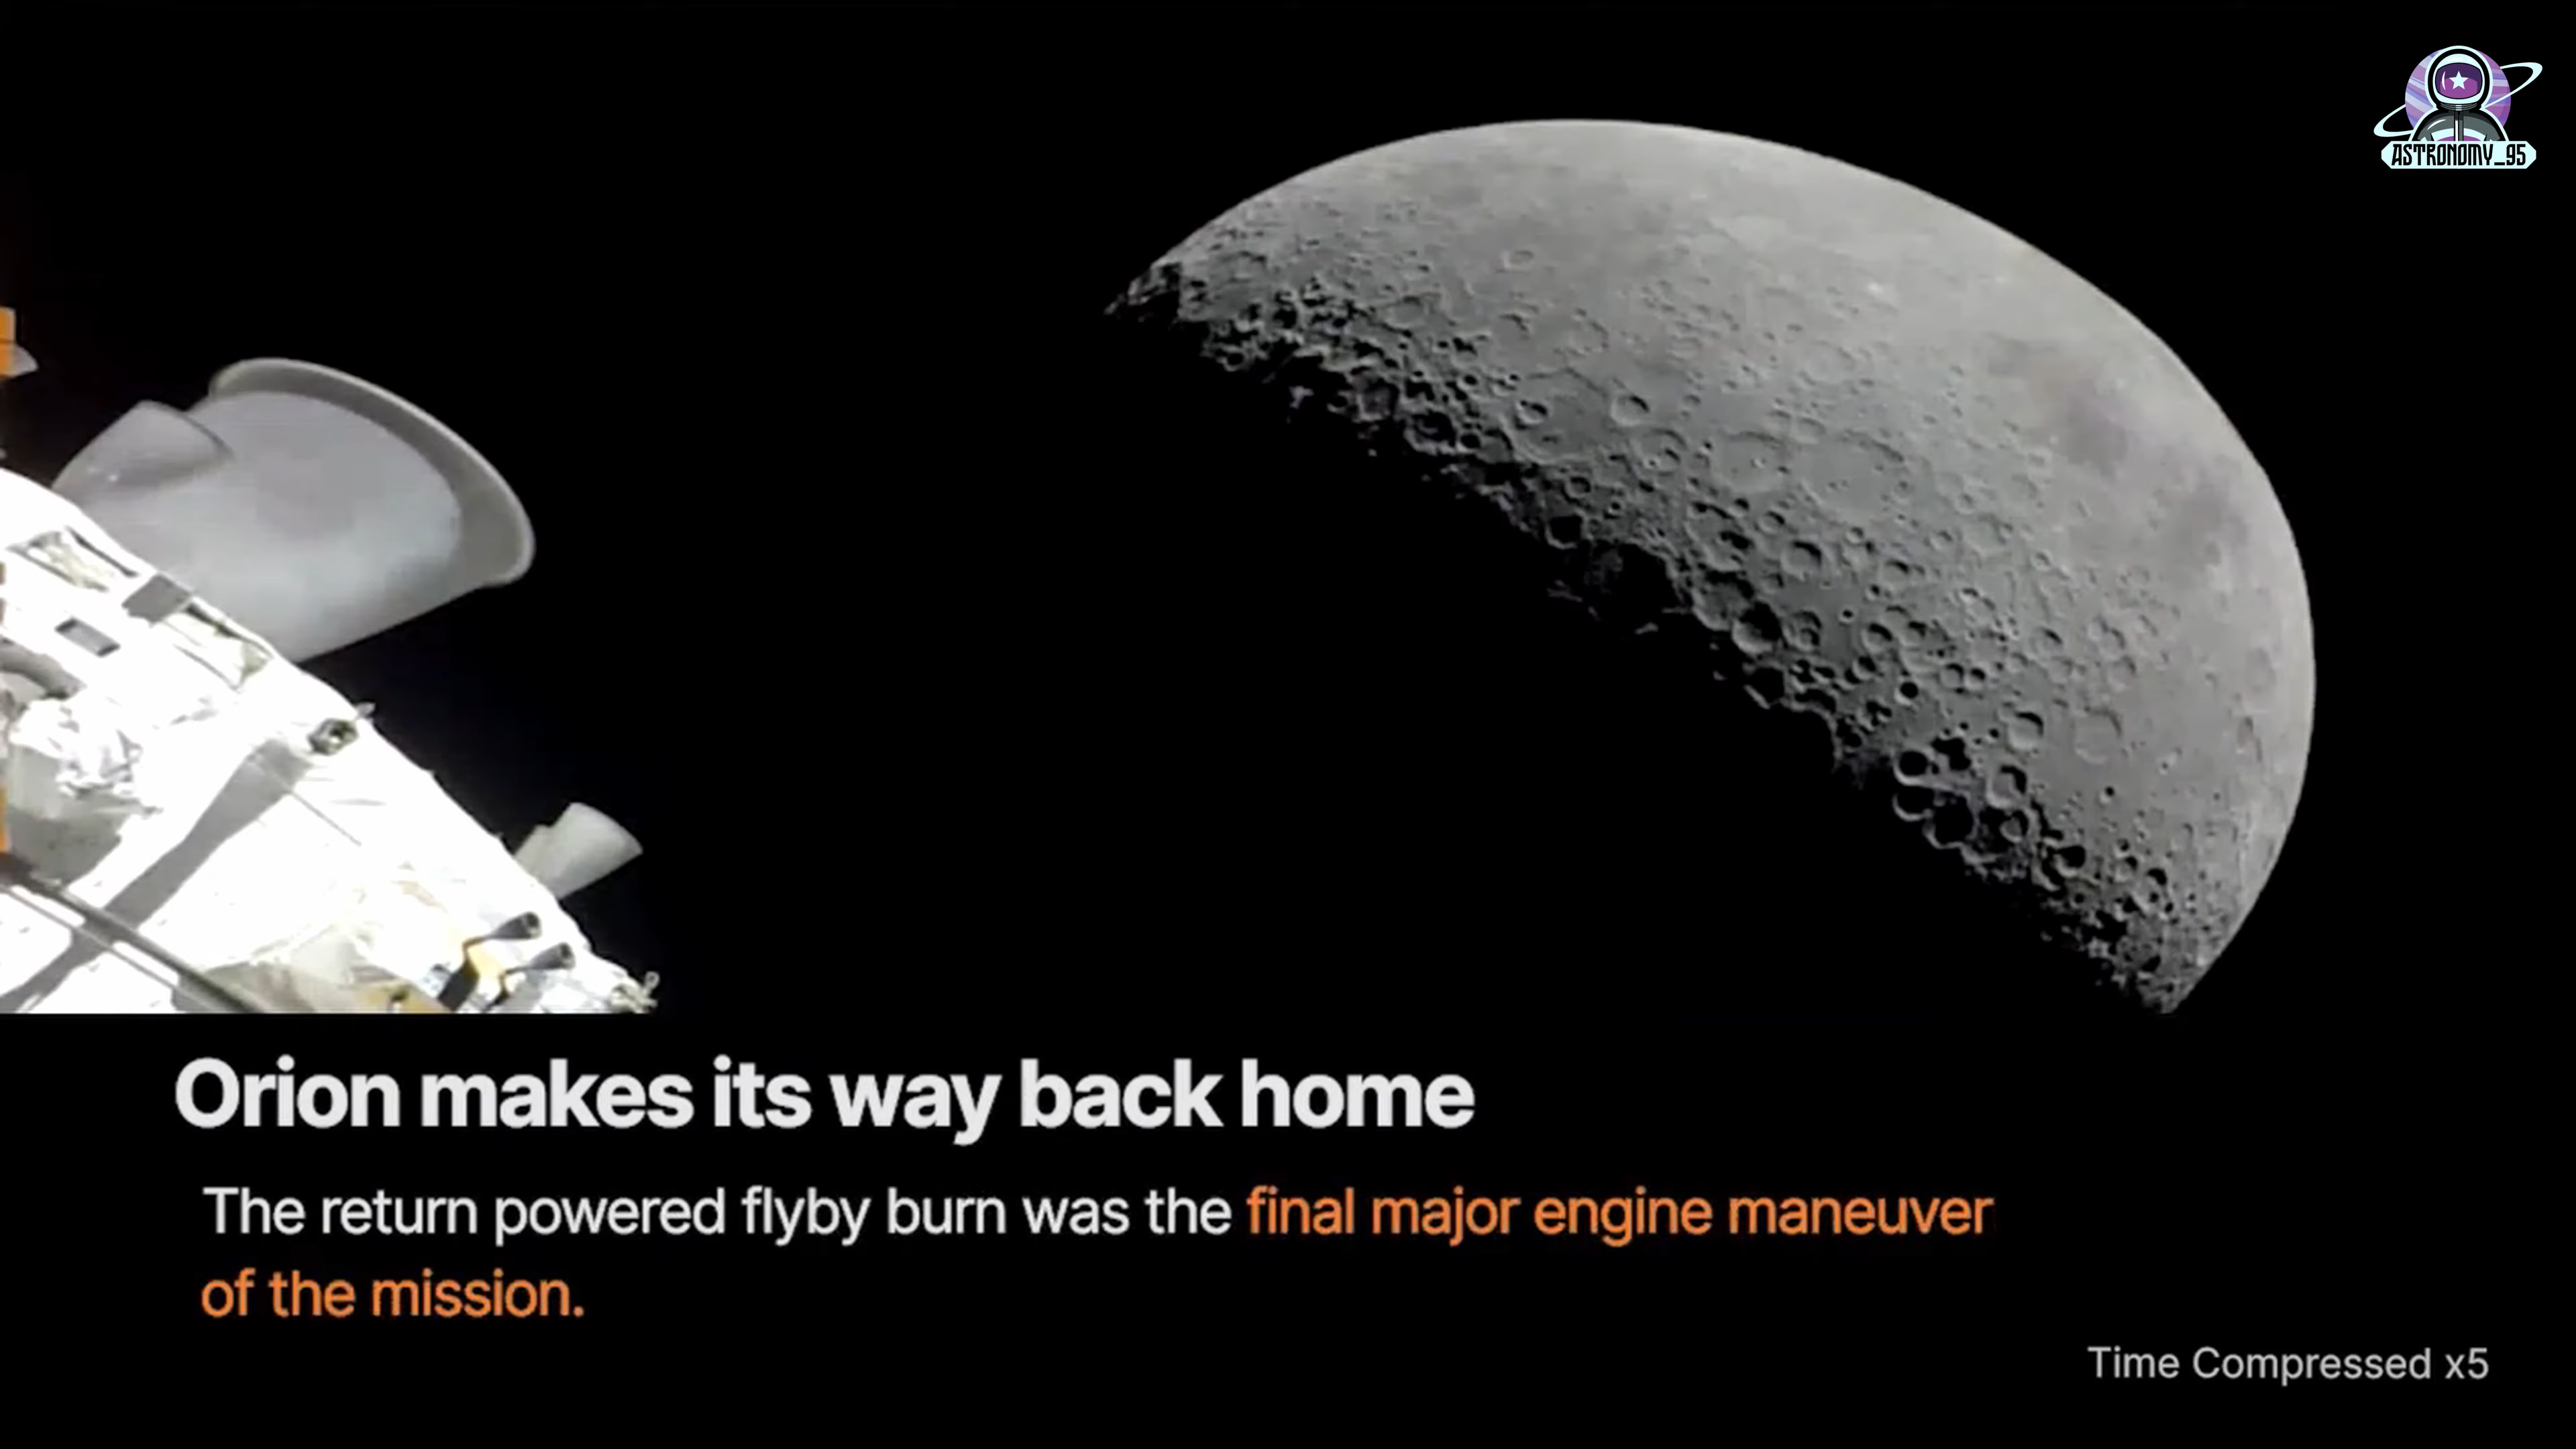 ASTRONOMY_95
Orion makes its way back home
The return powered flyby burn was the final major engine maneuver
of the mission.
Time Compressed x5